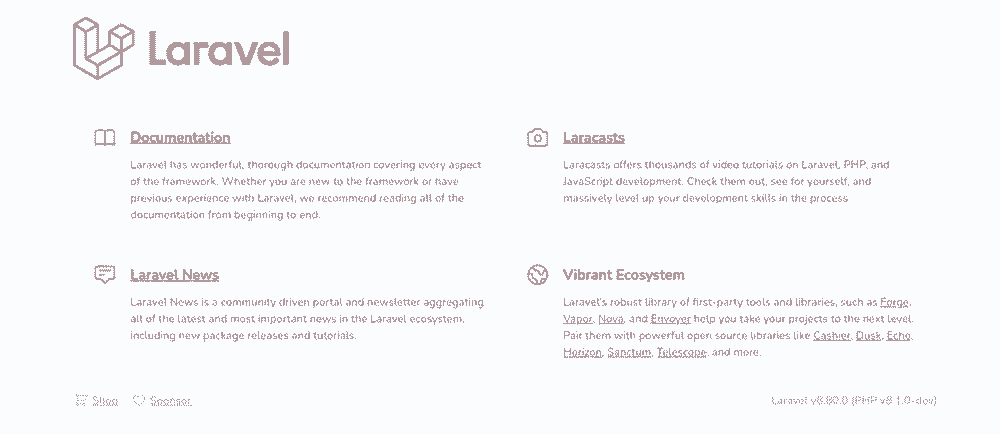 Laravel
Documentation
Laravel has wonderful, thorough documentation covering every aspect
of the framework. Whether you are new to the framework or have
previous experience with Laravel, we recommend reading all of the
documentation from beginning to end.
Laracasts
Laracasts offers thousands of video tutorials on Laravel, PHP, and
JavaScript development. Check them out, see for yourself, and
massively level up your development skills in the process.
Laravel News
Laravel News is a community driven portal and newsletter aggregating
all of the latest and most important news in the Laravel ecosystem,
including new package releases and tutorials.
Vibrant Ecosystem
Laravel's robust library of first-party tools and libraries, such as Forge,
Vapor, Nova, and Envoyer help you take your projects to the next level.
Pair them with powerful open source libraries like Cashier, Dusk, Echo,
Horizon, Sanctum, Telescope, and more.
Shop Sponsor
Laravel (PHP v8.1.0-dev)